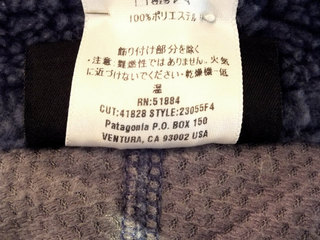 100%ポリエステル
飾り付け部分を除く
注意：難燃性ではありません。火気
に近づけないでください・乾燥機－低
温
RN:51884
CUT:41828 STYLE:23055F4
Patagonia P.O. BOX 150
VENTURA, CA 93002 USA